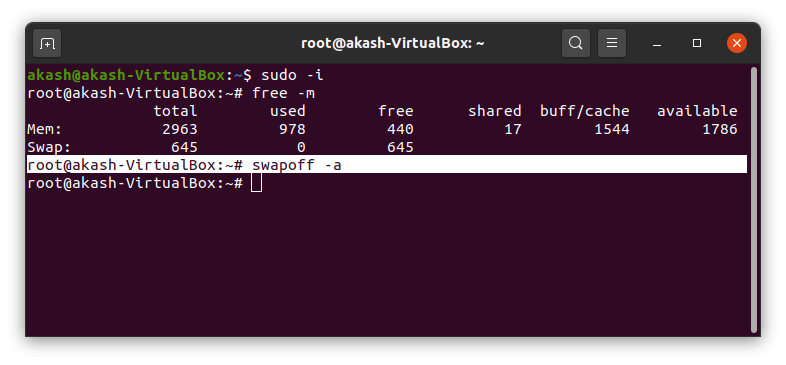 root@akash-VirtualBox: ~
akash@akash-VirtualBox:~$ sudo -i
root@akash-VirtualBox:~# free -m
total used free shared buff/cache available
Mem: 2963 978 440 17 1544 1786
Swap: 645 0 645
root@akash-VirtualBox:~# swapoff -a
root@akash-VirtualBox:~#